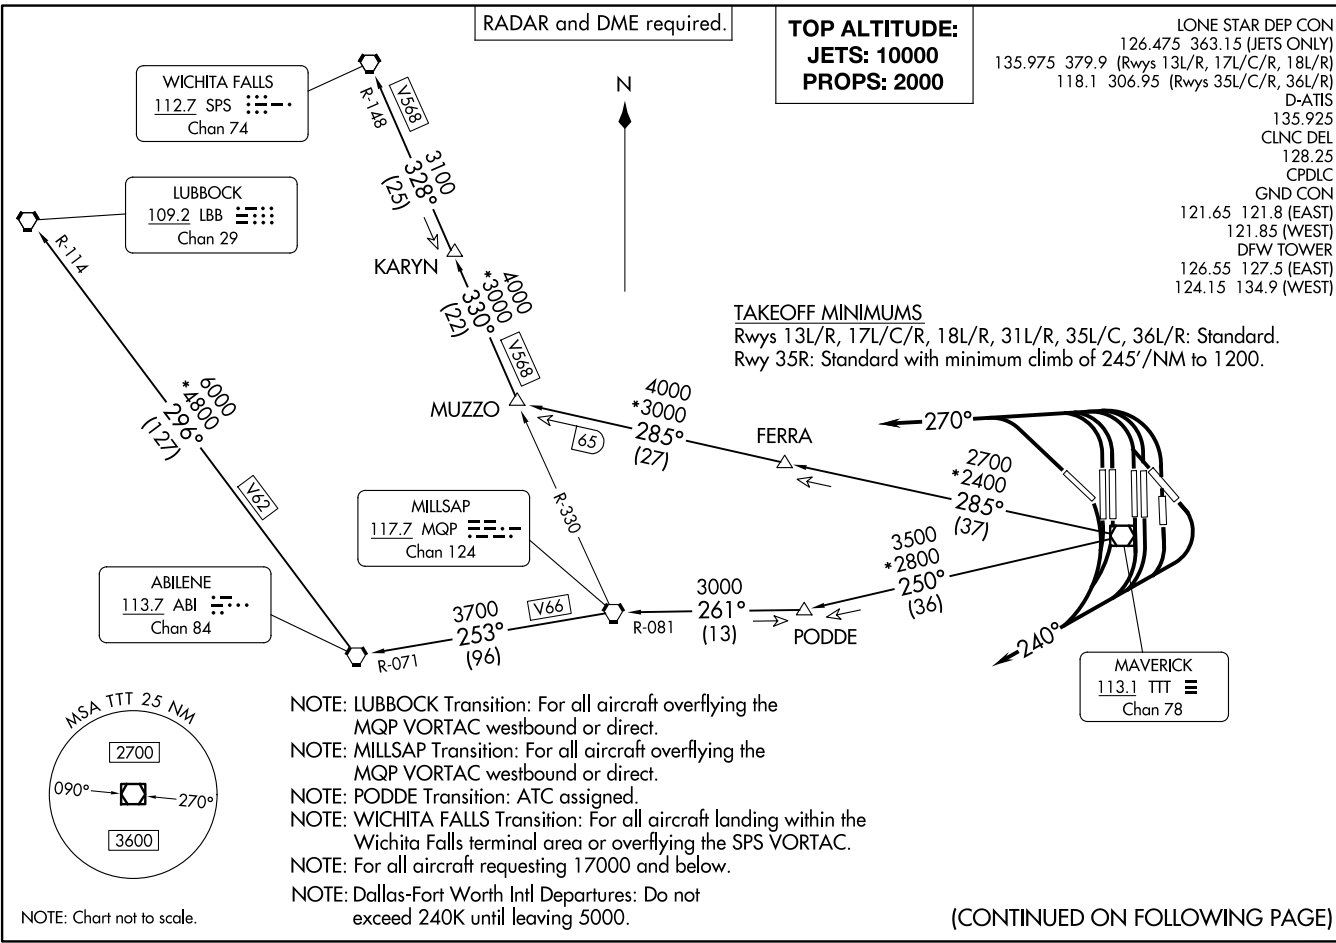 RADAR and DME required.
TOP ALTITUDE:
JETS: 10000
PROPS: 2000
LONE STAR DEP CON
126.475 363.15 (JETS ONLY)
135.975 379.9 (Rwys 13L/R, 17L/C/R, 18L/R)
118.1 306.95 (Rwys 35L/C/R, 36L/R)
D-ATIS
135.925
CLNC DEL
128.25
CPDLC
GND CON
121.65 121.8 (EAST)
121.85 (WEST)
DFW TOWER
126.55 127.5 (EAST)
124.15 134.9 (WEST)
WICHITA FALLS
112.7 SPS
Chan 74
R-148
V568
3100
328°
(25)
N
LUBBOCK
109.2 LBB
Chan 29
R-114
KARYN
4000
*3000
330°
(22)
V568
TAKEOFF MINIMUMS
Rwys 13L/R, 17L/C/R, 18L/R, 31L/R, 35L/C, 36L/R: Standard.
Rwy 35R: Standard with minimum climb of 245'/NM to 1200.
6000
*4800
296°
(127)
V62
MUZZO
65
4000
*3000
285°
(27)
FERRA
270°
2700
*2400
285°
(37)
R-330
MILLSAP
117.7 MQP
Chan 124
3500
*2800
250°
(36)
ABILENE
113.7 ABI
Chan 84
R-071
3700
253°
(96)
V66
R-081
3000
261°
(13)
PODDE
240°
MAVERICK
113.1 TTT
Chan 78
MSA TTT 25 NM
2700
090°
270°
3600
NOTE: LUBBOCK Transition: For all aircraft overflying the
MQP VORTAC westbound or direct.
NOTE: MILLSAP Transition: For all aircraft overflying the
MQP VORTAC westbound or direct.
NOTE: PODDE Transition: ATC assigned.
NOTE: WICHITA FALLS Transition: For all aircraft landing within the
Wichita Falls terminal area or overflying the SPS VORTAC.
NOTE: For all aircraft requesting 17000 and below.
NOTE: Dallas-Fort Worth Intl Departures: Do not
exceed 240K until leaving 5000.
NOTE: Chart not to scale.
(CONTINUED ON FOLLOWING PAGE)